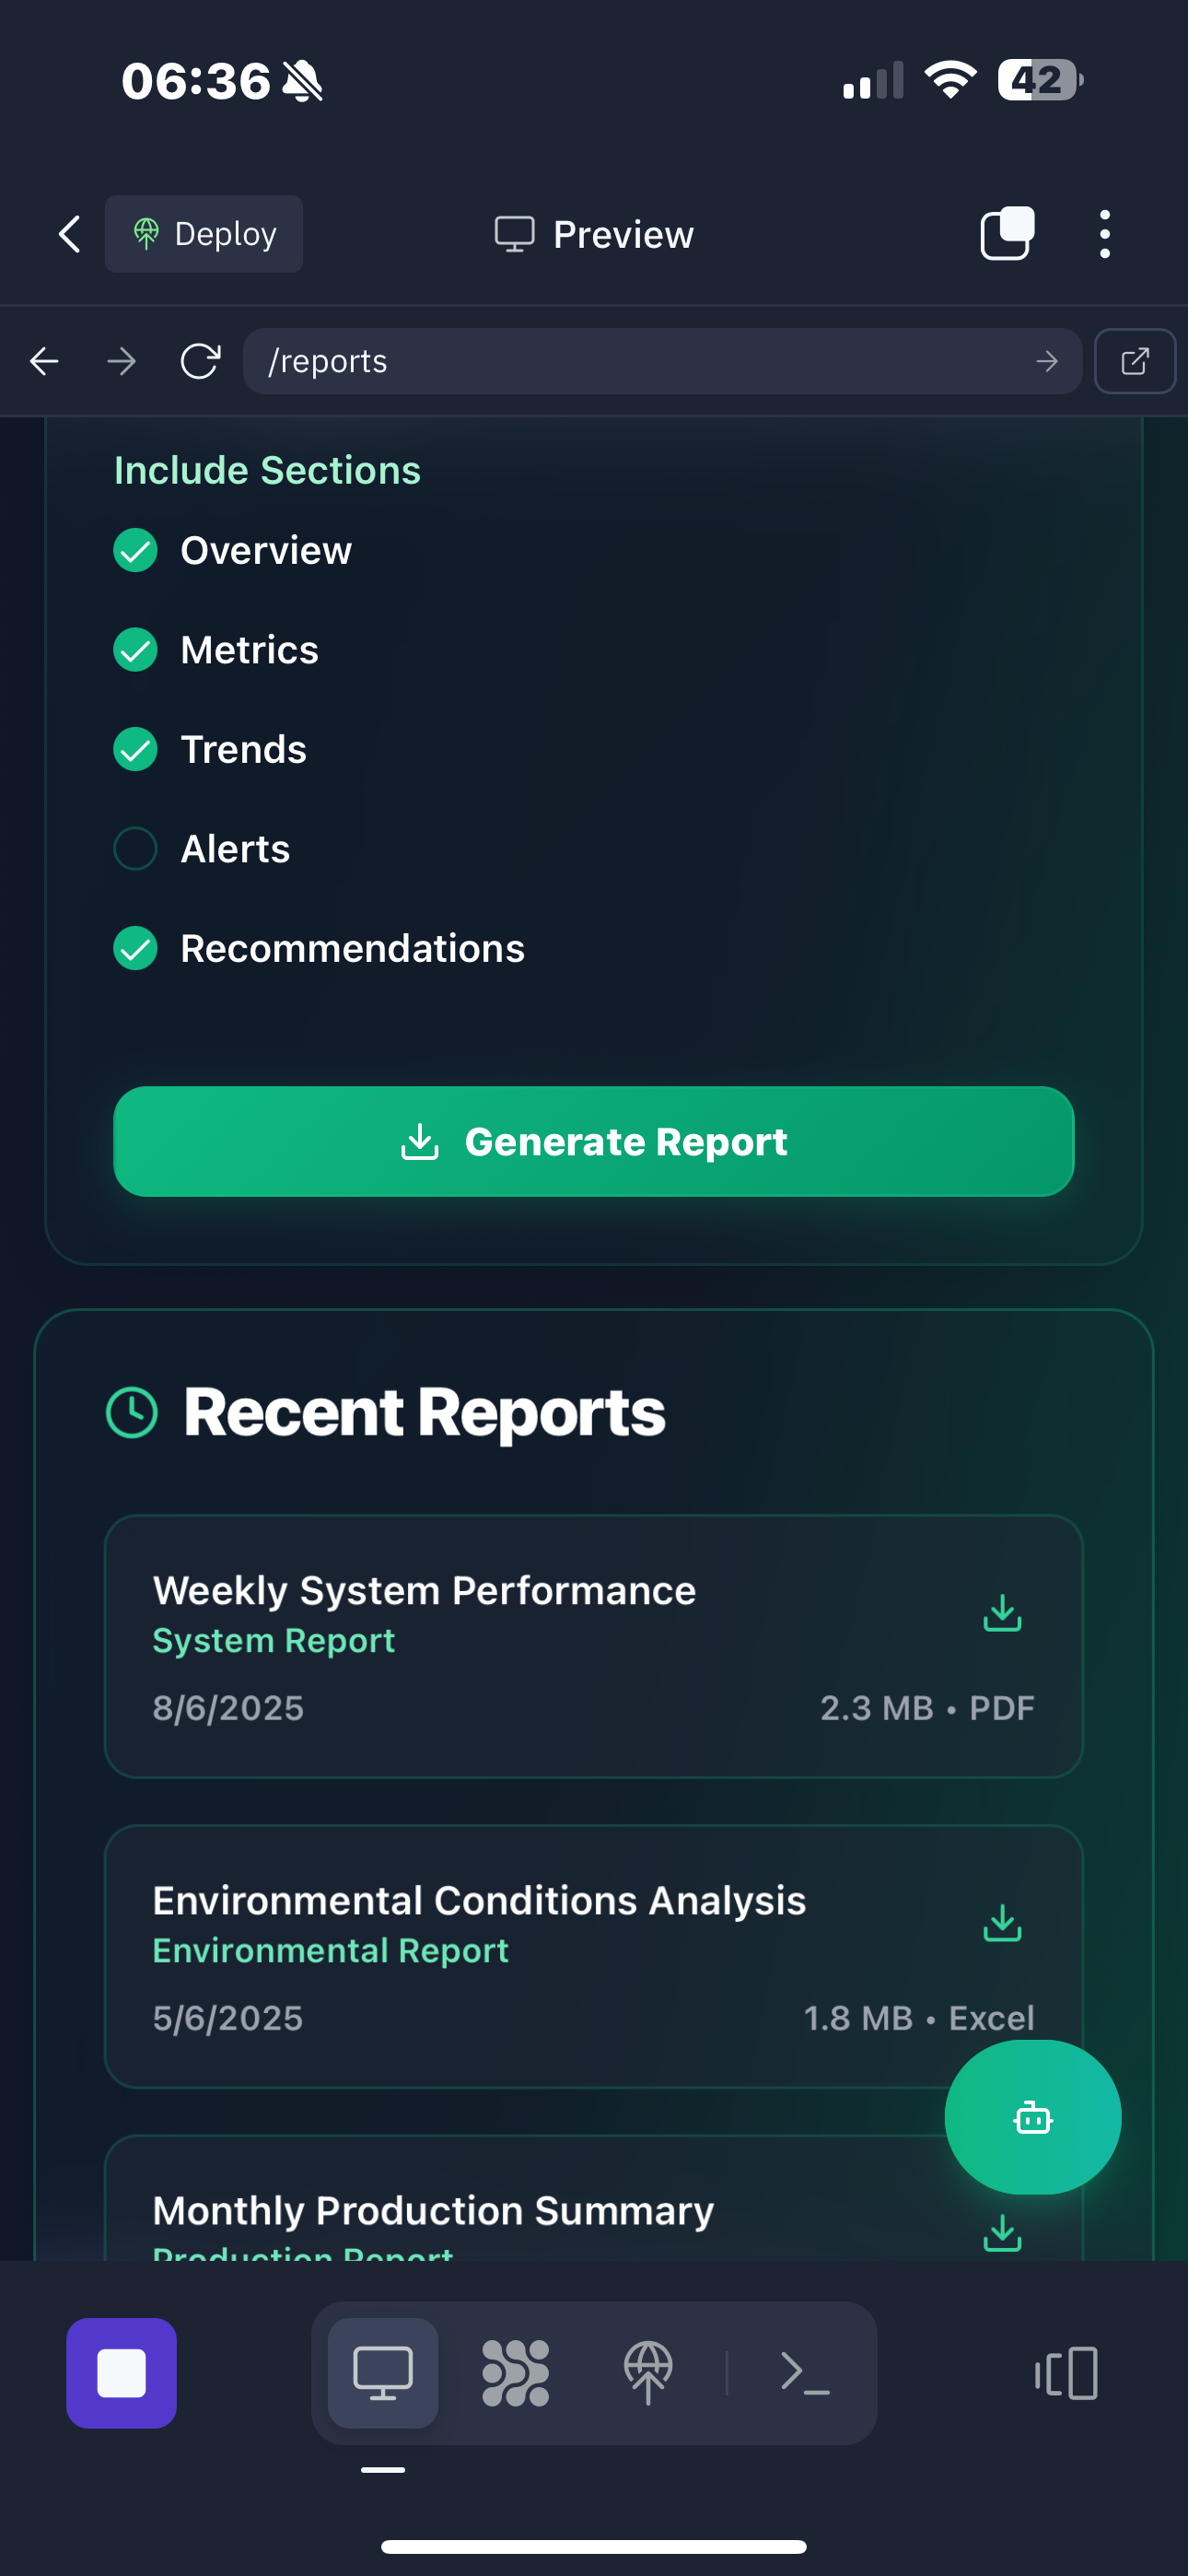 06:36
42
Deploy
Preview
/reports
Include Sections
Overview
Metrics
Trends
Alerts
Recommendations
Generate Report
Recent Reports
Weekly System Performance
System Report
8/6/2025
2.3 MB • PDF
Environmental Conditions Analysis
Environmental Report
5/6/2025
1.8 MB • Excel
Monthly Production Summary
Production Report